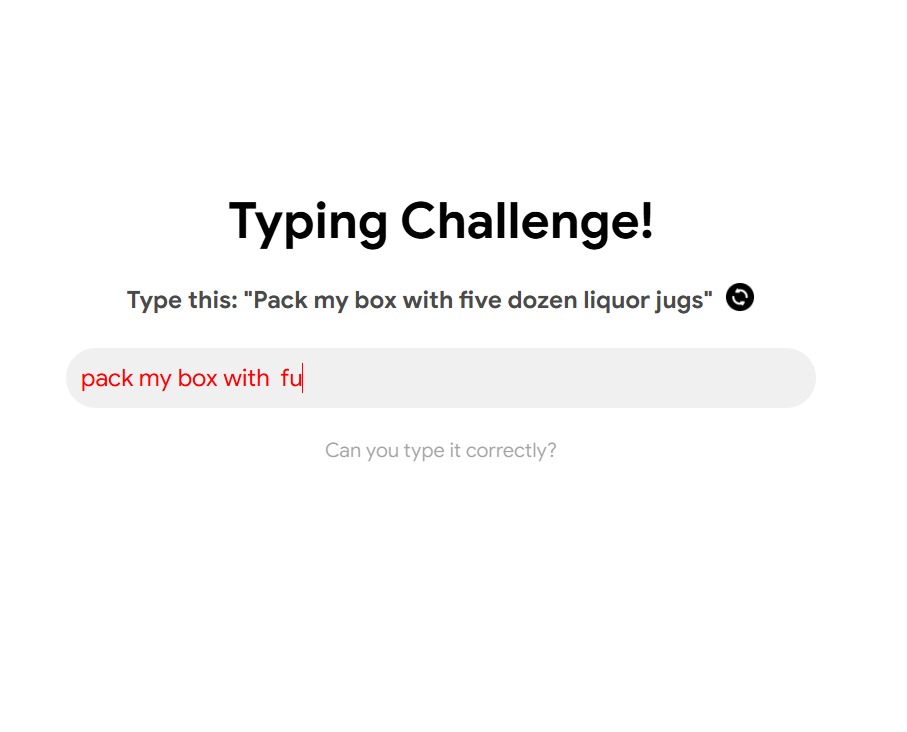 Typing Challenge!
Type this: "Pack my box with five dozen liquor jugs"
pack my box with  fu
Can you type it correctly?